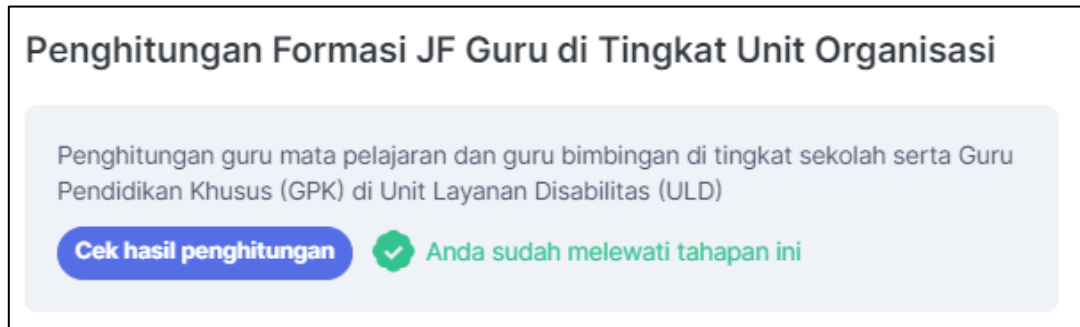 Penghitungan Formasi JF Guru di Tingkat Unit Organisasi
Penghitungan guru mata pelajaran dan guru bimbingan di tingkat sekolah serta Guru
Pendidikan Khusus (GPK) di Unit Layanan Disabilitas (ULD)
Cek hasil penghitungan Anda sudah melewati tahapan ini